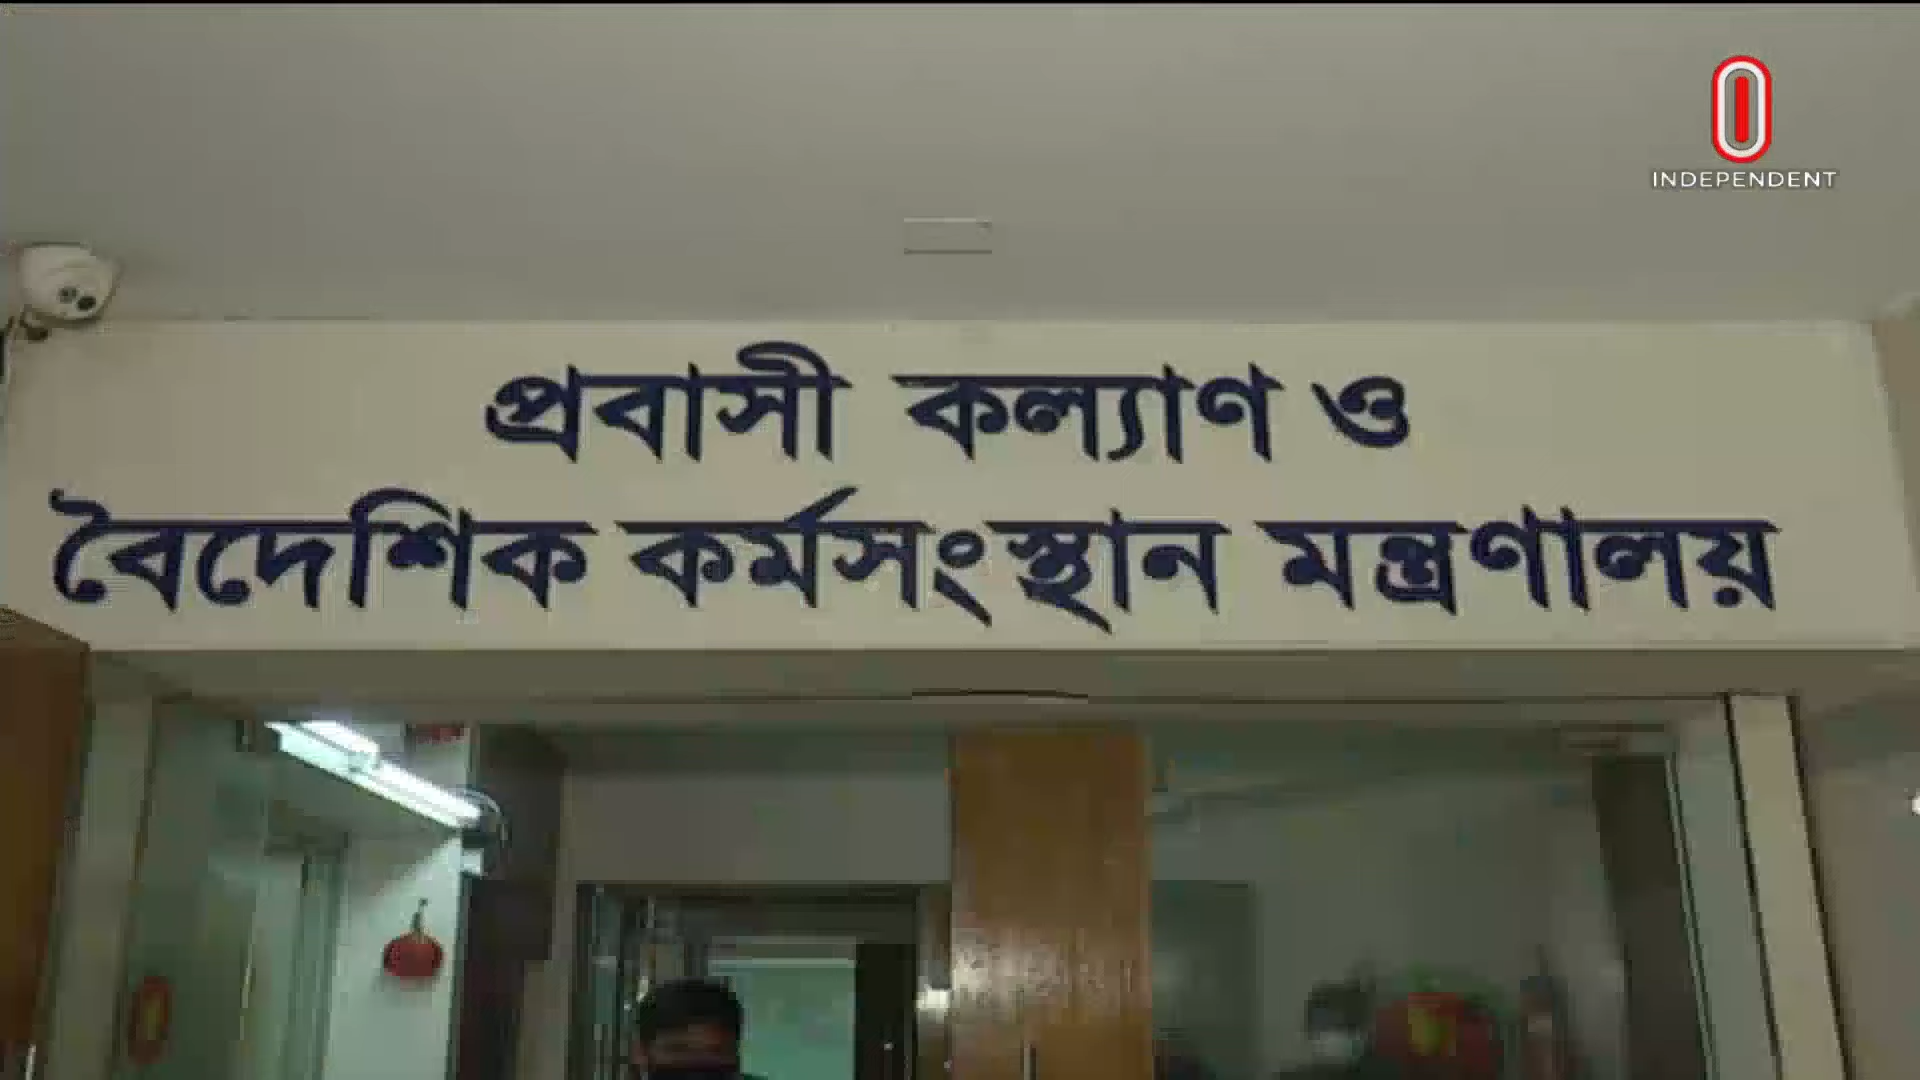 INDEPENDENT
প্রবাসী কল্যাণ ও
বৈদেশিক কর্মসংস্থান মন্ত্রণালয়